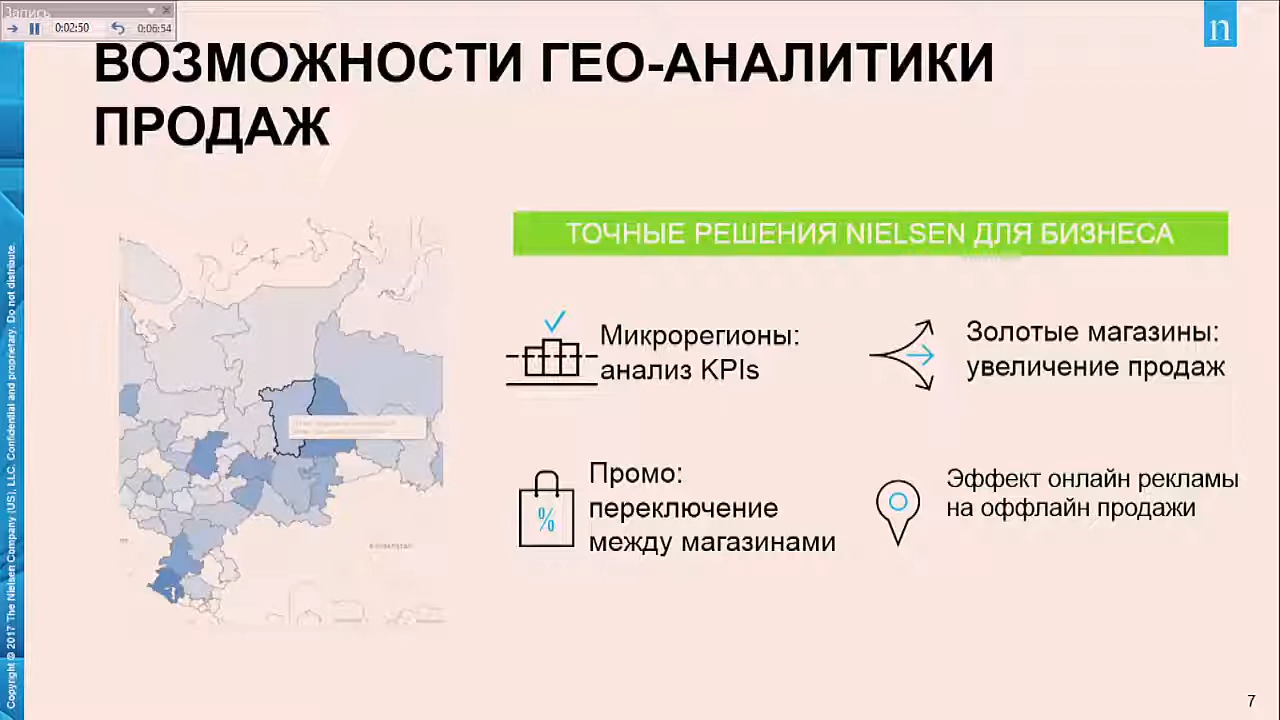 Запись
0:02:50
0:06:54
n
ВОЗМОЖНОСТИ ГЕО-АНАЛИТИКИ
ПРОДАЖ
ТОЧНЫЕ РЕШЕНИЯ NIELSEN ДЛЯ БИЗНЕСА
Микрорегионы:
анализ KPIs
Золотые магазины:
увеличение продаж
Промо:
переключение
между магазинами
%
Эффект онлайн рекламы
на оффлайн продажи
Copyright © 2017 The Nielsen Company (US), LLC. Confidential and proprietary. Do not distribute.
7